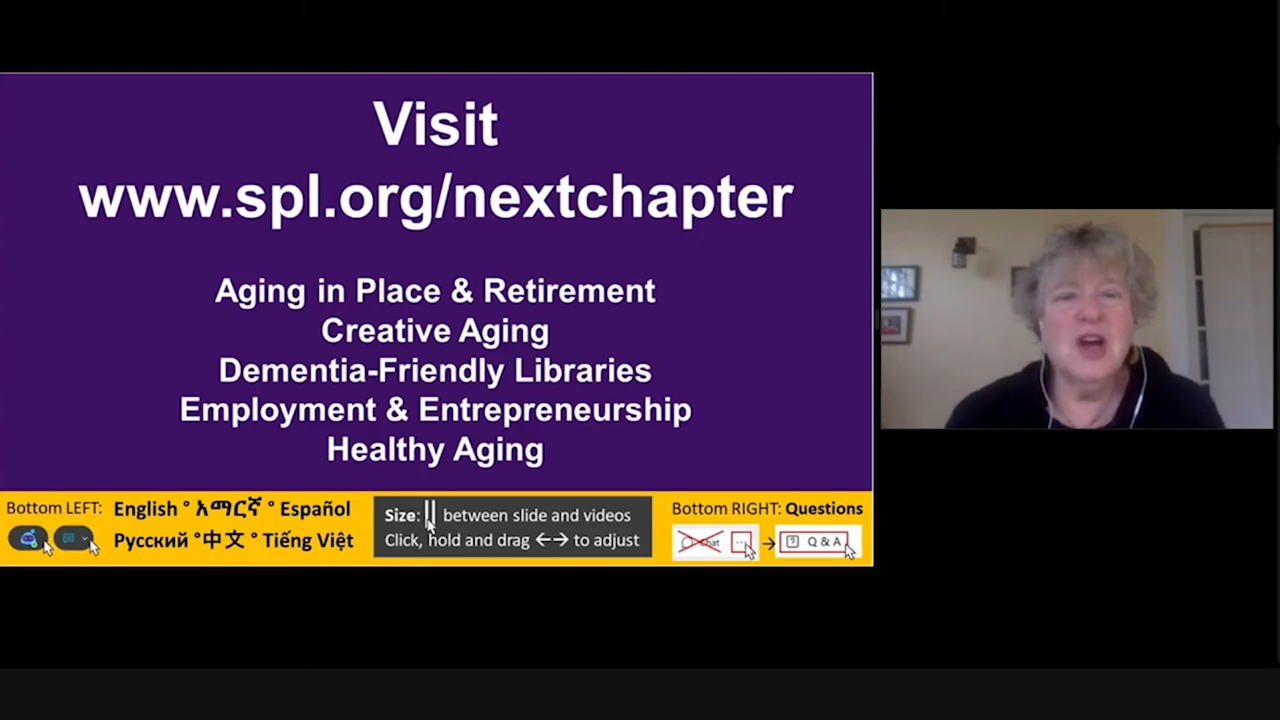 Visit
www.spl.org/nextchapter
Aging in Place & Retirement
Creative Aging
Dementia-Friendly Libraries
Employment & Entrepreneurship
Healthy Aging
Bottom LEFT: English ° አማርኛ ° Español
Русский °中文 ° Tiếng Việt
Size: || between slide and videos
Click, hold and drag ←→ to adjust
Bottom RIGHT: Questions
Chat ... → ? Q & A